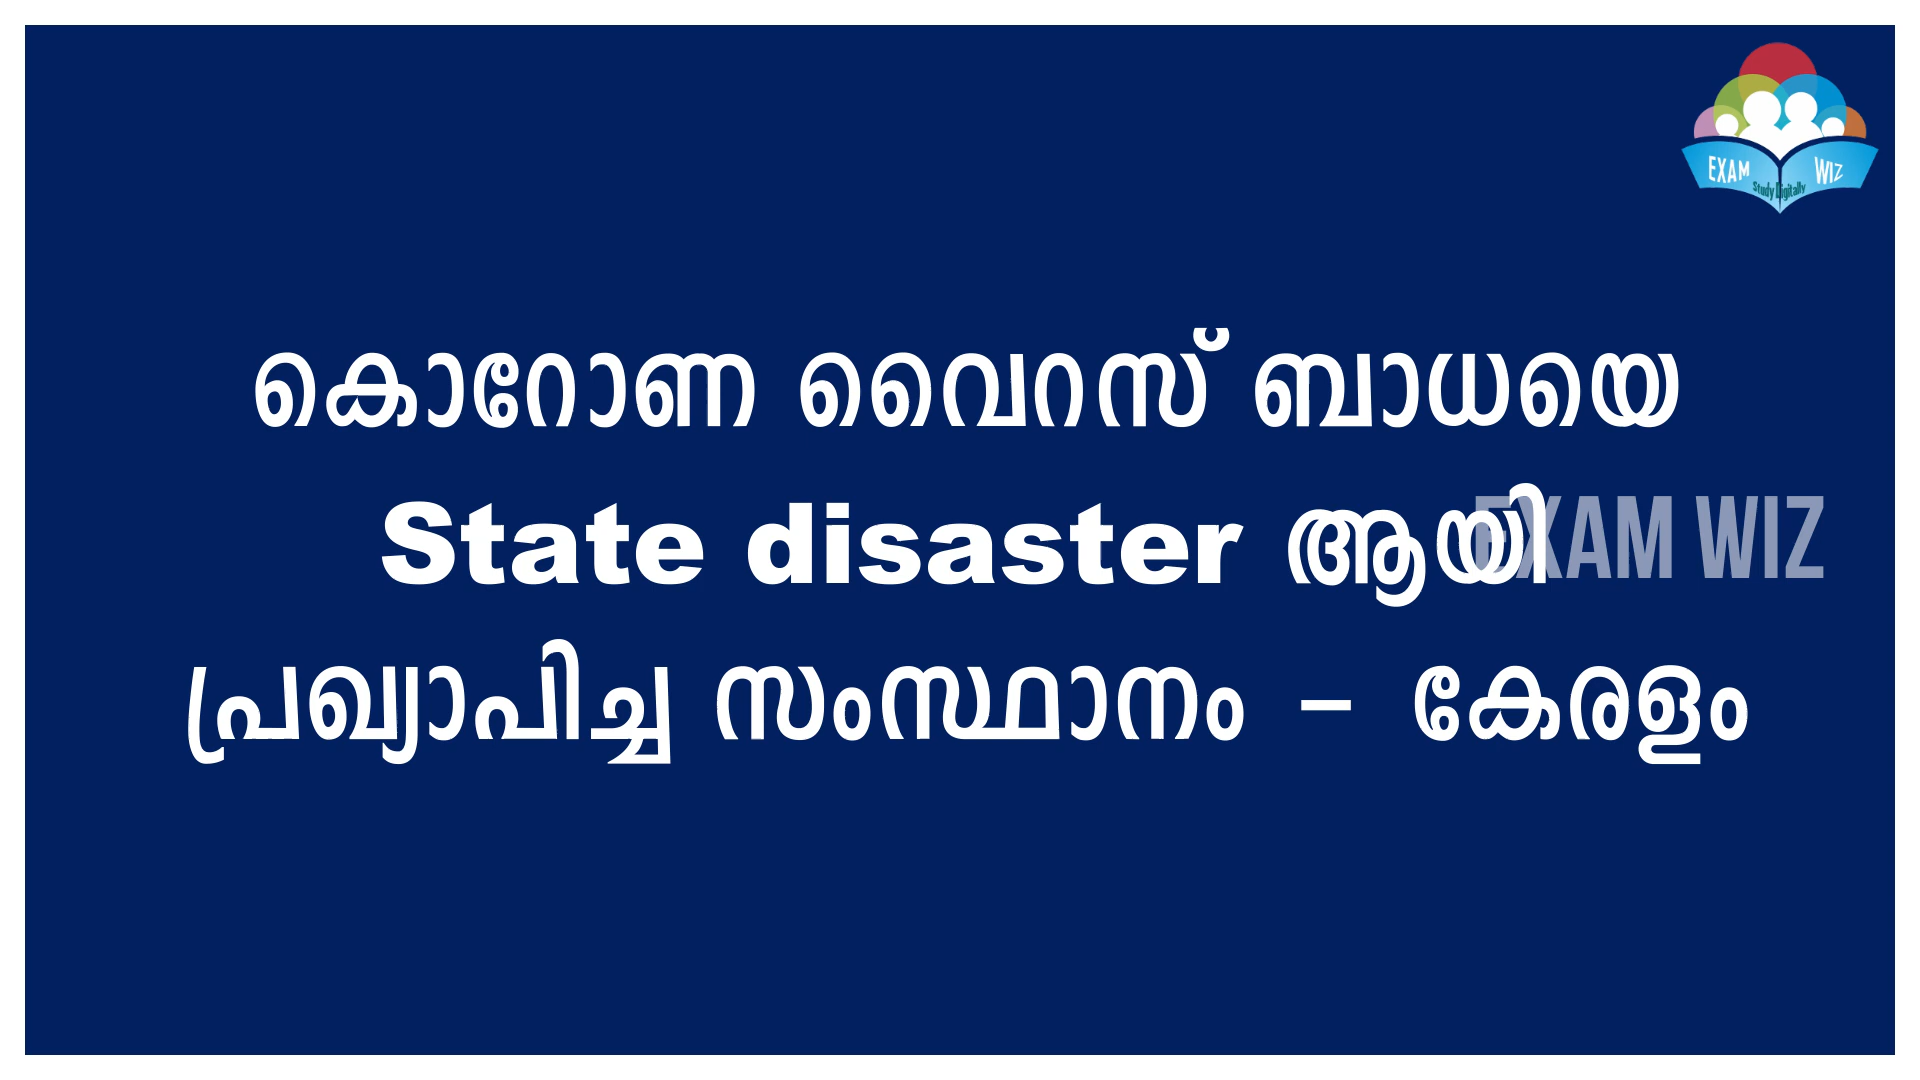 EXAM WIZ
Study Digitally
കൊറോണ വൈറസ് ബാധയെ
State disaster ആയി
EXAM WIZ
പ്രഖ്യാപിച്ച സംസ്ഥാനം - കേരളം